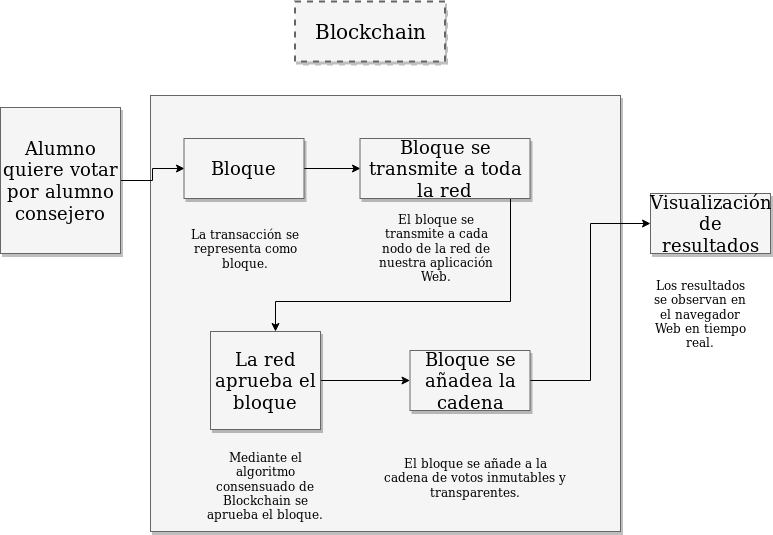 Blockchain
Alumno
quiere votar
por alumno
consejero
Bloque
La transacción se
representa como
bloque.
Bloque se
transmite a toda
la red
El bloque se
transmite a cada
nodo de la red de
nuestra aplicación
Web.
La red
aprueba el
bloque
Mediante el
algoritmo
consensuado de
Blockchain se
aprueba el bloque.
Bloque se
añadea la
cadena
El bloque se añade a la
cadena de votos inmutables y
transparentes.
Visualización
de
resultados
Los resultados
se observan en
el navegador
Web en tiempo
real.